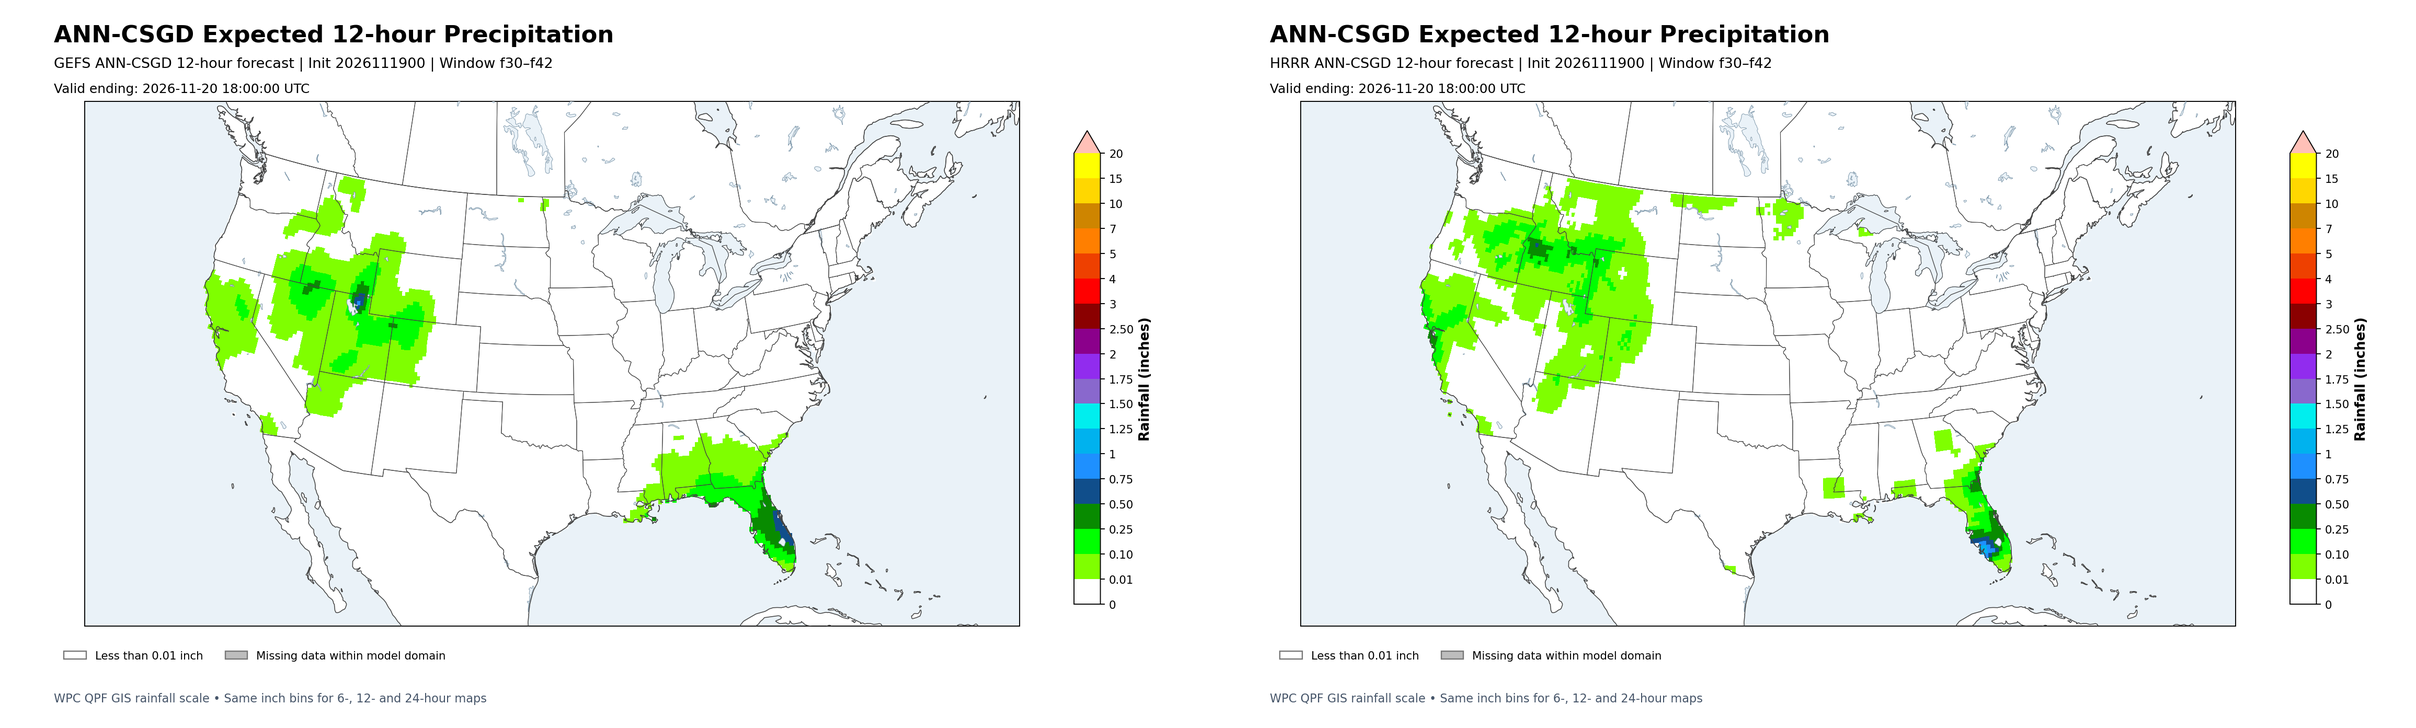 ANN-CSGD Expected 12-hour Precipitation
GEFS ANN-CSGD 12-hour forecast | Init 2026111900 | Window f30–f42
Valid ending: 2026-11-20 18:00:00 UTC
20
15
10
7
5
4
3
2.50
2
1.75
1.50
1.25
1
0.75
0.50
0.25
0.10
0.01
0
Rainfall (inches)
Less than 0.01 inch
Missing data within model domain
WPC QPF GIS rainfall scale • Same inch bins for 6-, 12- and 24-hour maps
ANN-CSGD Expected 12-hour Precipitation
HRRR ANN-CSGD 12-hour forecast | Init 2026111900 | Window f30–f42
Valid ending: 2026-11-20 18:00:00 UTC
20
15
10
7
5
4
3
2.50
2
1.75
1.50
1.25
1
0.75
0.50
0.25
0.10
0.01
0
Rainfall (inches)
Less than 0.01 inch
Missing data within model domain
WPC QPF GIS rainfall scale • Same inch bins for 6-, 12- and 24-hour maps